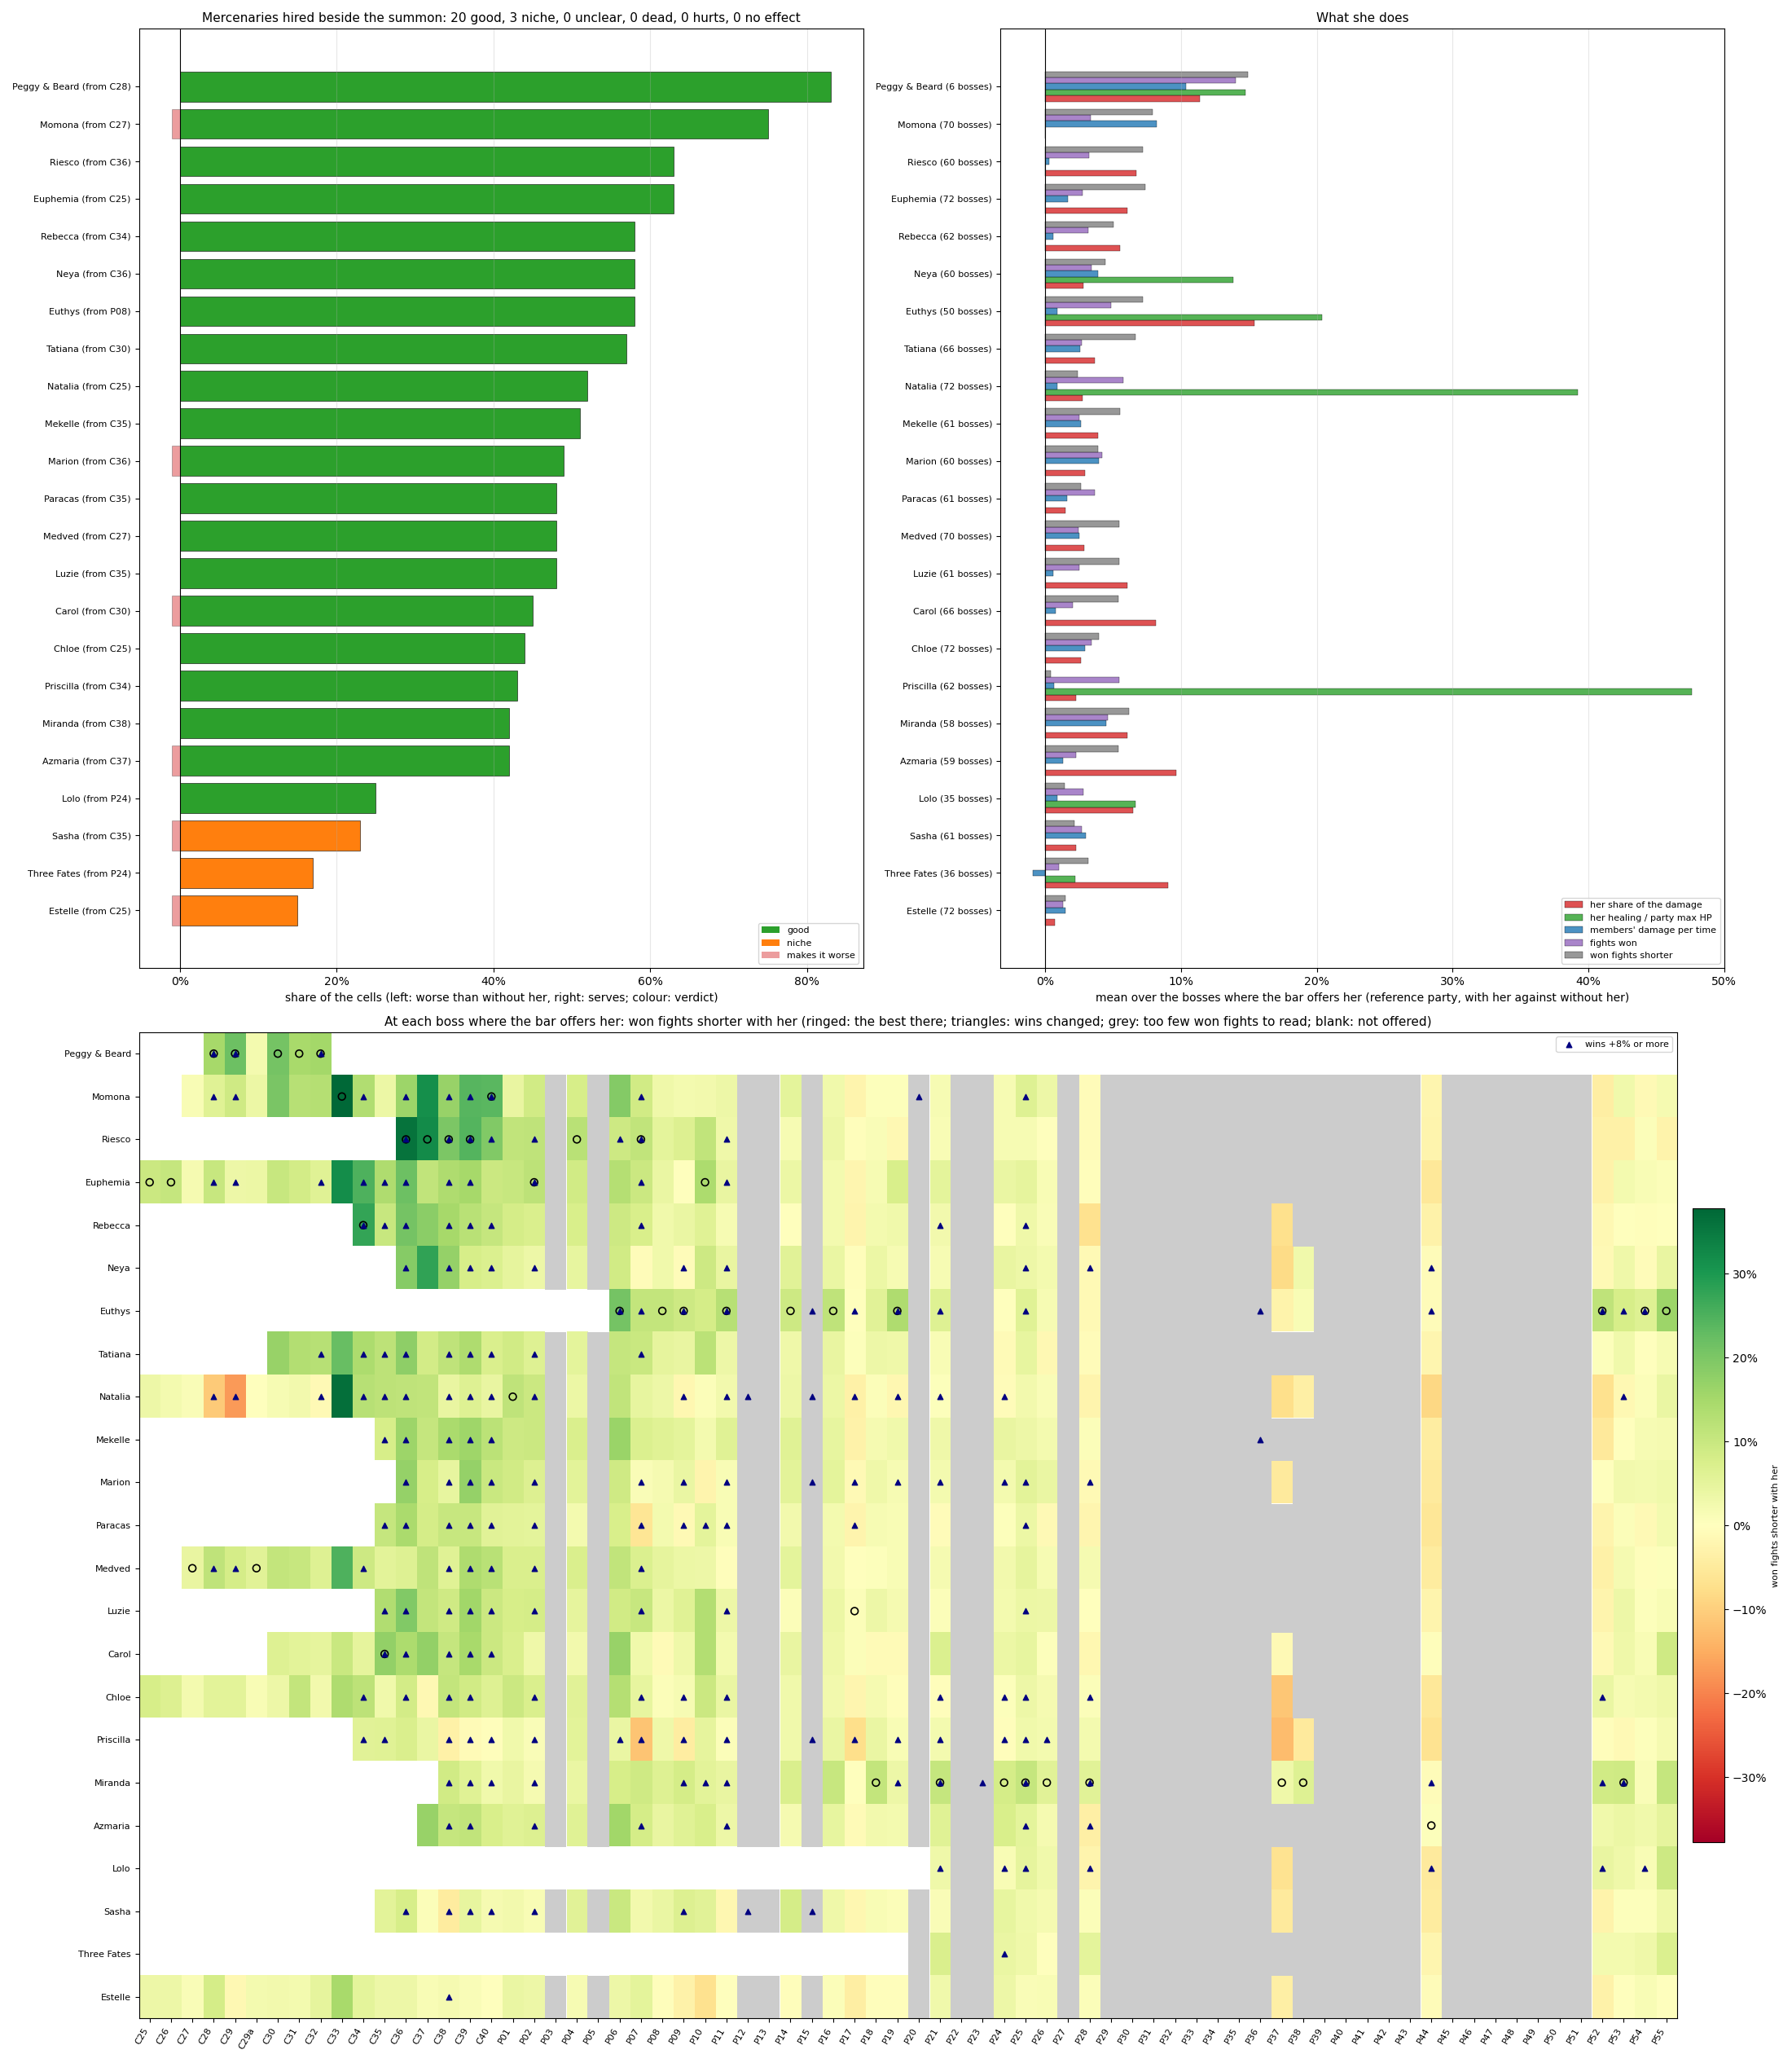 Mercenaries hired beside the summon: 20 good, 3 niche, 0 unclear, 0 dead, 0 hurts, 0 no effect
Peggy & Beard (from C28)
Momona (from C27)
Riesco (from C36)
Euphemia (from C25)
Rebecca (from C34)
Neya (from C36)
Euthys (from P08)
Tatiana (from C30)
Natalia (from C25)
Mekelle (from C35)
Marion (from C36)
Paracas (from C35)
Medved (from C27)
Luzie (from C35)
Carol (from C30)
Chloe (from C25)
Priscilla (from C34)
Miranda (from C38)
Azmaria (from C37)
Lolo (from P24)
Sasha (from C35)
Three Fates (from P24)
Estelle (from C25)
good
niche
makes it worse
0% 20% 40% 60% 80%
share of the cells (left: worse than without her, right: serves; colour: verdict)
What she does
Peggy & Beard (6 bosses)
Momona (70 bosses)
Riesco (60 bosses)
Euphemia (72 bosses)
Rebecca (62 bosses)
Neya (60 bosses)
Euthys (50 bosses)
Tatiana (66 bosses)
Natalia (72 bosses)
Mekelle (61 bosses)
Marion (60 bosses)
Paracas (61 bosses)
Medved (70 bosses)
Luzie (61 bosses)
Carol (66 bosses)
Chloe (72 bosses)
Priscilla (62 bosses)
Miranda (58 bosses)
Azmaria (59 bosses)
Lolo (35 bosses)
Sasha (61 bosses)
Three Fates (36 bosses)
Estelle (72 bosses)
her share of the damage
her healing / party max HP
members' damage per time
fights won
won fights shorter
0% 10% 20% 30% 40% 50%
mean over the bosses where the bar offers her (reference party, with her against without her)
At each boss where the bar offers her: won fights shorter with her (ringed: the best there; triangles: wins changed; grey: too few won fights to read; blank: not offered)
wins +8% or more
Peggy & Beard
Momona
Riesco
Euphemia
Rebecca
Neya
Euthys
Tatiana
Natalia
Mekelle
Marion
Paracas
Medved
Luzie
Carol
Chloe
Priscilla
Miranda
Azmaria
Lolo
Sasha
Three Fates
Estelle
C25 C26 C27 C28 C29 C29a C30 C31 C32 C33 C34 C35 C36 C37 C38 C39 C40 P01 P02 P03 P04 P05 P06 P07 P08 P09 P10 P11 P12 P13 P14 P15 P16 P17 P18 P19 P20 P21 P22 P23 P24 P25 P26 P27 P28 P29 P30 P31 P32 P33 P34 P35 P36 P37 P38 P39 P40 P41 P42 P43 P44 P45 P46 P47 P48 P49 P50 P51 P52 P53 P54 P55
30%
20%
10%
0%
−10%
−20%
−30%
won fights shorter with her